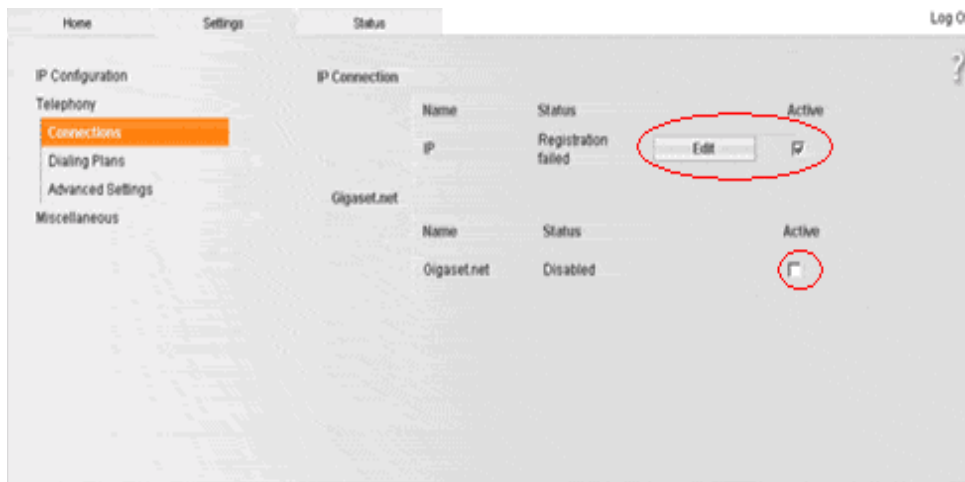 Home Settings Status Log O
IP Configuration
Telephony
Connections
Dialing Plans
Advanced Settings
Miscellaneous
?
IP Connection
Name Status Active
IP Registration failed Edit
Gigaset.net
Name Status Active
Gigaset.net Disabled